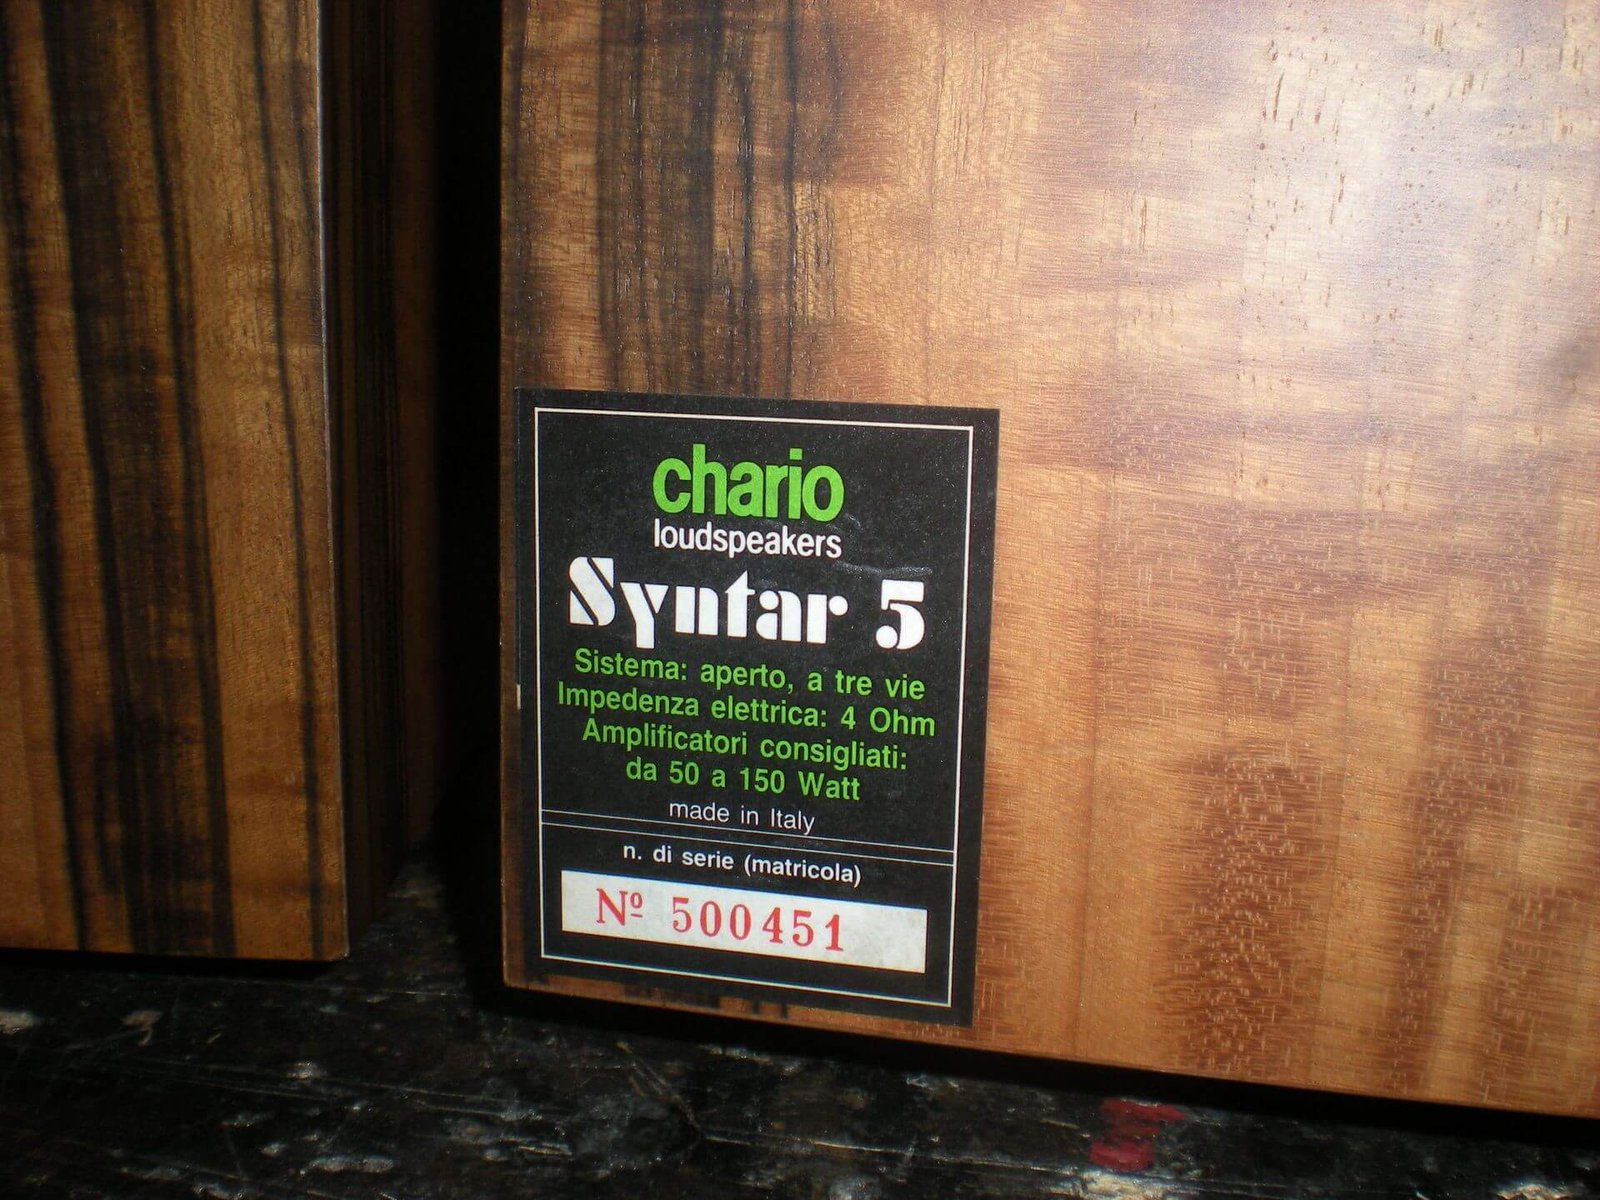 chario
loudspeakers
Syntar 5
Sistema: aperto, a tre vie
Impedenza elettrica: 4 Ohm
Amplificatori consigliati:
da 50 a 150 Watt
made in Italy
n. di serie (matricola)
Nº 500451